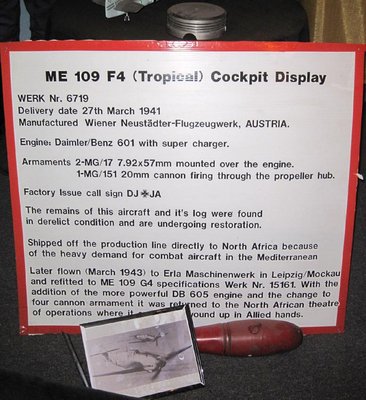 ME 109 F4 (Tropical) Cockpit Display
WERK Nr. 6719
Delivery date 27th March 1941
Manufactured Wiener Neustädter-Flugzeugwerk, AUSTRIA.
Engine: Daimler/Benz 601 with super charger.
Armaments 2-MG/17 7.92x57mm mounted over the engine.
1-MG/151 20mm cannon firing through the propeller hub.
Factory Issue call sign DJ✠JA
The remains of this aircraft and it's log were found
in derelict condition and are undergoing restoration.
Shipped off the production line directly to North Africa because
of the heavy demand for combat aircraft in the Mediterranean
Later flown (March 1943) to Erla Maschinenwerk in Leipzig/Mockau
and refitted to ME 109 G4 specifications Werk Nr. 15161. With the
addition of the more powerful DB 605 engine and the change to
four cannon armament it was returned to the North African theatre
of operations where it round up in Allied hands.